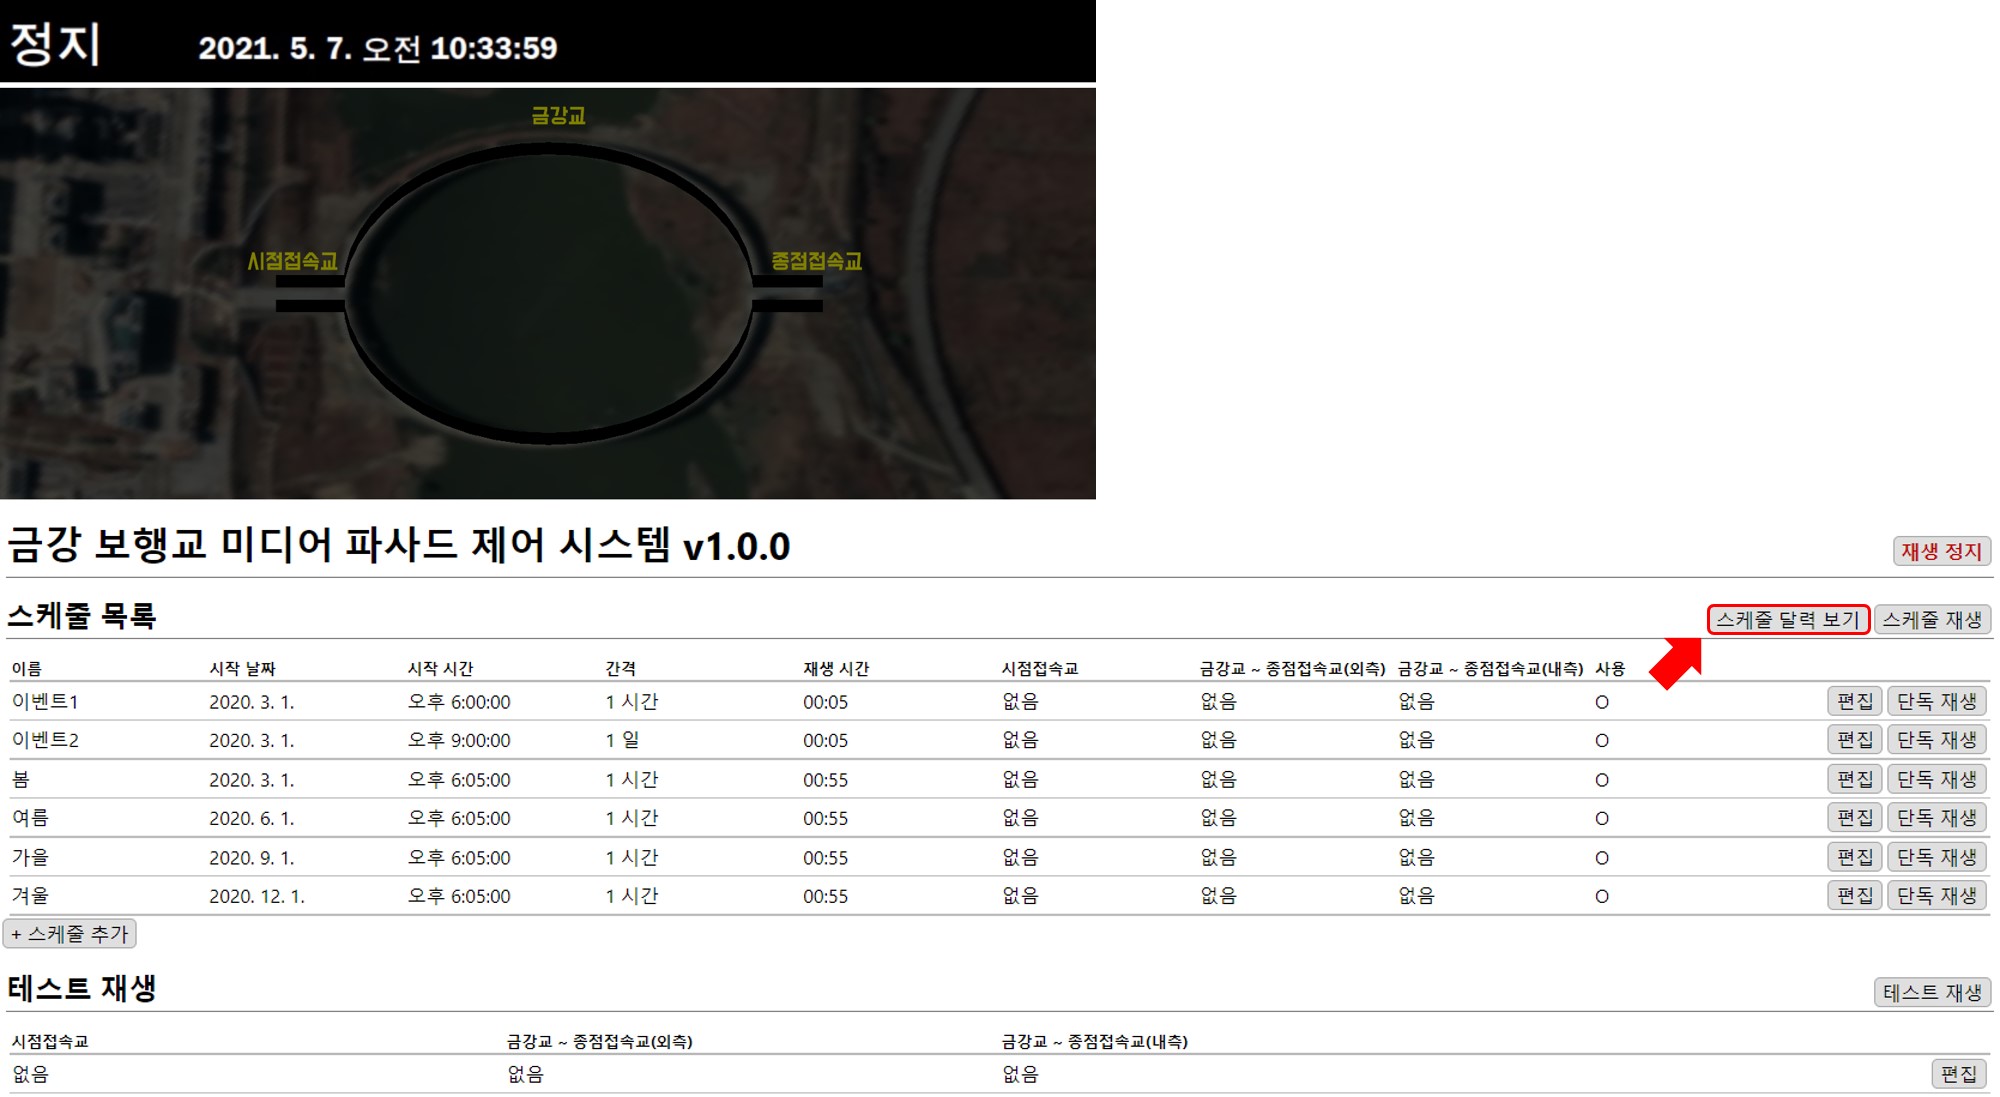 정지 2021. 5. 7. 오전 10:33:59
금강교
시점접속교 종점접속교
금강 보행교 미디어 파사드 제어 시스템 v1.0.0 재생 정지
스케줄 목록 스케줄 달력 보기 스케줄 재생
이름 시작 날짜 시작 시간 간격 재생 시간 시점접속교 금강교 ~ 종점접속교(외측) 금강교 ~ 종점접속교(내측) 사용
이벤트1 2020. 3. 1. 오후 6:00:00 1 시간 00:05 없음 없음 없음 O 편집 단독 재생
이벤트2 2020. 3. 1. 오후 9:00:00 1 일 00:05 없음 없음 없음 O 편집 단독 재생
봄 2020. 3. 1. 오후 6:05:00 1 시간 00:55 없음 없음 없음 O 편집 단독 재생
여름 2020. 6. 1. 오후 6:05:00 1 시간 00:55 없음 없음 없음 O 편집 단독 재생
가을 2020. 9. 1. 오후 6:05:00 1 시간 00:55 없음 없음 없음 O 편집 단독 재생
겨울 2020. 12. 1. 오후 6:05:00 1 시간 00:55 없음 없음 없음 O 편집 단독 재생
+ 스케줄 추가
테스트 재생 테스트 재생
시점접속교 금강교 ~ 종점접속교(외측) 금강교 ~ 종점접속교(내측)
없음 없음 없음 편집